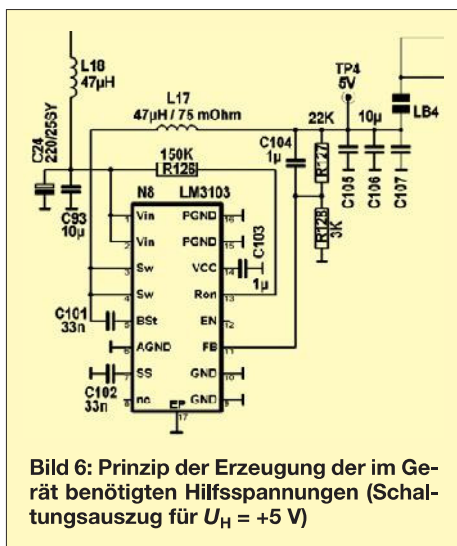 L18
47µH
L17
47µH / 75 mOhm
TP4
5V
LB4
C24
220/25SY
C93
10µ
150K
R126
C104
1µ
22K
R127
R128
3K
10µ
C105
C106
C107
N8
LM3103
C103
1µ
C101
33n
C102
33n
1 Vin PGND 16
2 Vin PGND 15
3 Sw VCC 14
4 Sw Ron 13
5 BSt EN 12
6 AGND FB 11
7 SS GND 10
8 nc GND 9
EP 17
Bild 6: Prinzip der Erzeugung der im Ge-
rät benötigten Hilfsspannungen (Schal-
tungsauszug für UH = +5 V)